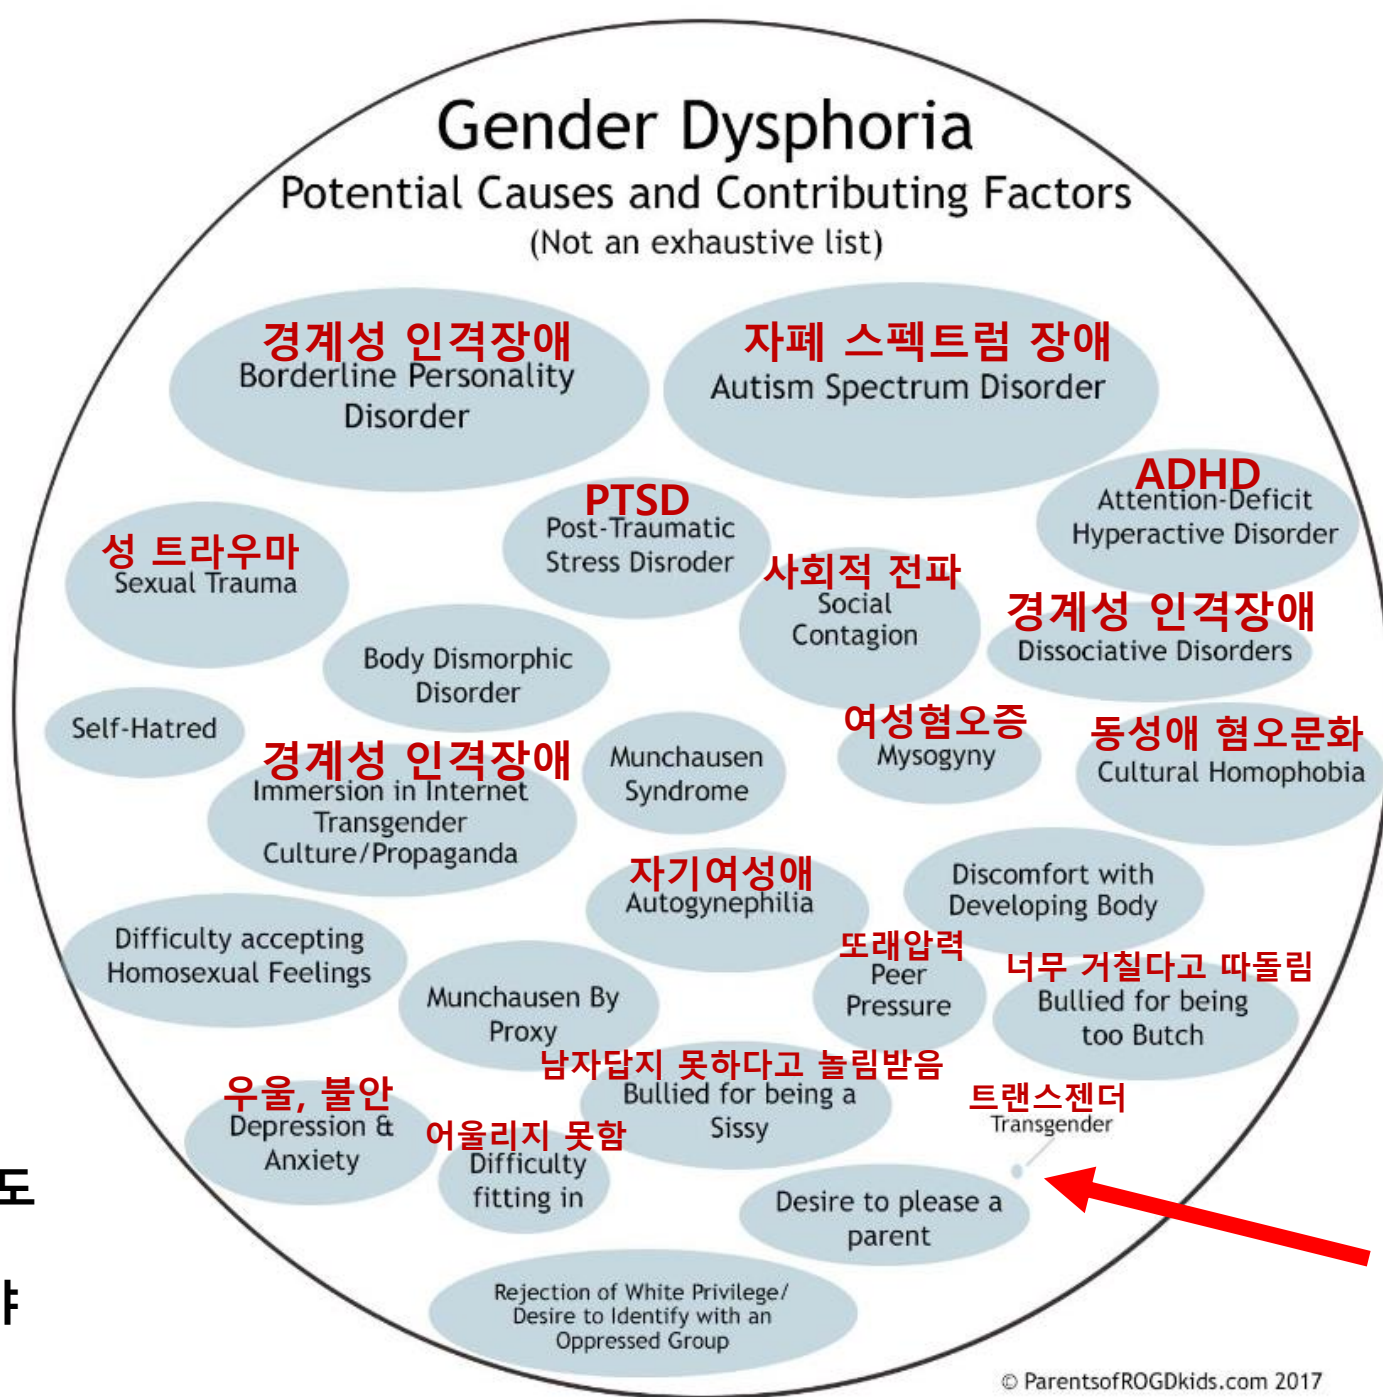 Gender Dysphoria
Potential Causes and Contributing Factors
(Not an exhaustive list)
경계성 인격장애
Borderline Personality
Disorder
자폐 스펙트럼 장애
Autism Spectrum Disorder
ADHD
Attention-Deficit
Hyperactive Disorder
PTSD
Post-Traumatic
Stress Disroder
성 트라우마
Sexual Trauma
사회적 전파
Social
Contagion
경계성 인격장애
Dissociative Disorders
Body Dismorphic
Disorder
Self-Hatred
경계성 인격장애
Immersion in Internet
Transgender
Culture/Propaganda
Munchausen
Syndrome
여성혐오증
Mysogyny
동성애 혐오문화
Cultural Homophobia
자기여성애
Autogynephilia
Discomfort with
Developing Body
Difficulty accepting
Homosexual Feelings
Munchausen By
Proxy
또래압력
Peer
Pressure
너무 거칠다고 따돌림
Bullied for being
too Butch
남자답지 못하다고 놀림받음
Bullied for being a
Sissy
우울, 불안
Depression &
Anxiety
어울리지 못함
Difficulty
fitting in
트랜스젠더
Transgender
도
Desire to please a
parent
야
Rejection of White Privilege/
Desire to Identify with an
Oppressed Group
© ParentsofROGDkids.com 2017